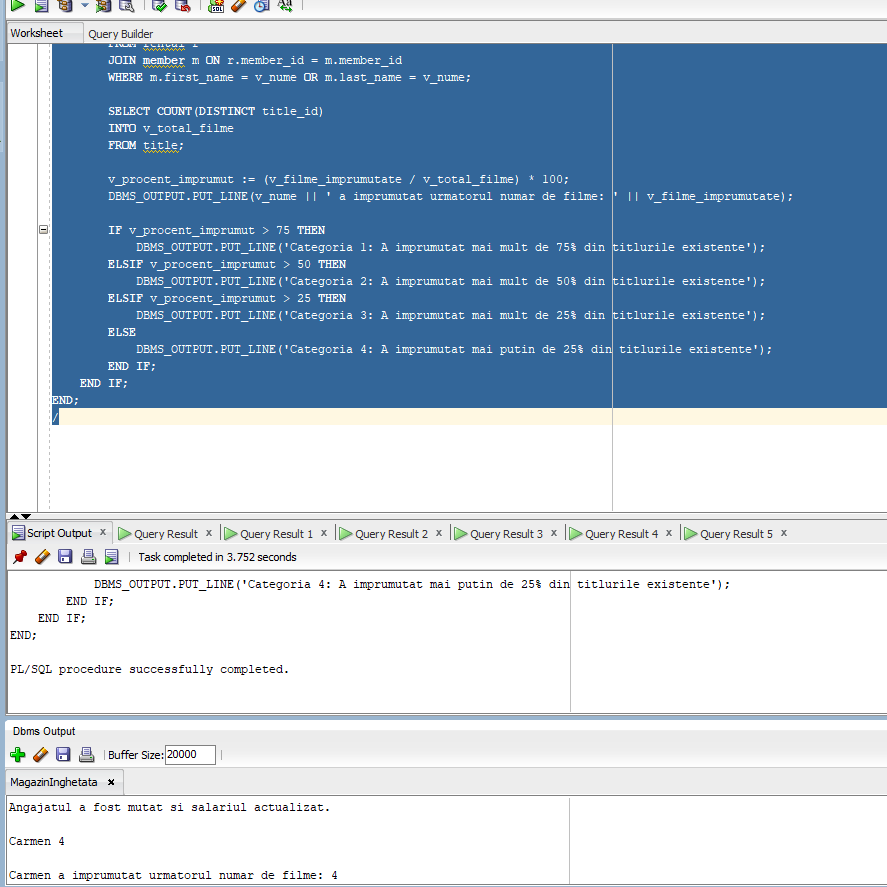 Worksheet Query Builder
FROM rental r
JOIN member m ON r.member_id = m.member_id
WHERE m.first_name = v_nume OR m.last_name = v_nume;
SELECT COUNT(DISTINCT title_id)
INTO v_total_filme
FROM title;
v_procent_imprumut := (v_filme_imprumutate / v_total_filme) * 100;
DBMS_OUTPUT.PUT_LINE(v_nume || ' a imprumutat urmatorul numar de filme: ' || v_filme_imprumutate);
IF v_procent_imprumut > 75 THEN
DBMS_OUTPUT.PUT_LINE('Categoria 1: A imprumutat mai mult de 75% din titlurile existente');
ELSIF v_procent_imprumut > 50 THEN
DBMS_OUTPUT.PUT_LINE('Categoria 2: A imprumutat mai mult de 50% din titlurile existente');
ELSIF v_procent_imprumut > 25 THEN
DBMS_OUTPUT.PUT_LINE('Categoria 3: A imprumutat mai mult de 25% din titlurile existente');
ELSE
DBMS_OUTPUT.PUT_LINE('Categoria 4: A imprumutat mai putin de 25% din titlurile existente');
END IF;
END IF;
END;
/
Script Output x Query Result x Query Result 1 x Query Result 2 x Query Result 3 x Query Result 4 x Query Result 5 x
Task completed in 3.752 seconds
DBMS_OUTPUT.PUT_LINE('Categoria 4: A imprumutat mai putin de 25% din titlurile existente');
END IF;
END IF;
END;
PL/SQL procedure successfully completed.
Dbms Output
Buffer Size: 20000
MagazinInghetata x
Angajatul a fost mutat si salariul actualizat.
Carmen 4
Carmen a imprumutat urmatorul numar de filme: 4